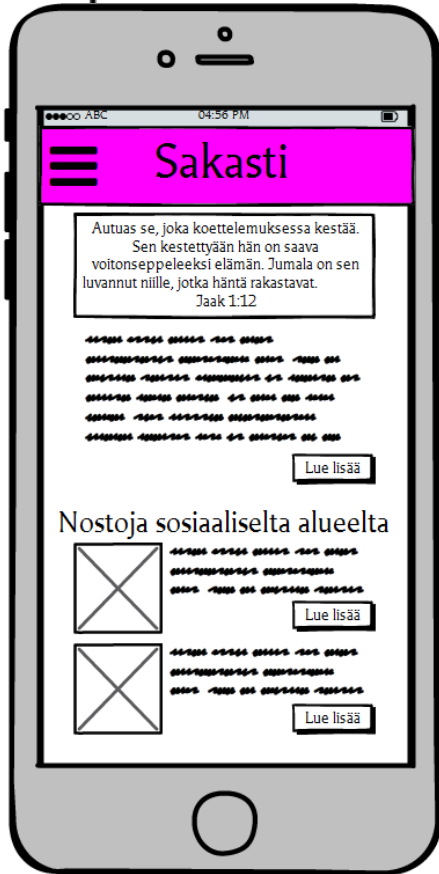 ABC 04:56 PM
Sakasti
Autuas se, joka koettelemuksessa kestää.
Sen kestettyään hän on saava
voitonseppeleeksi elämän. Jumala on sen
luvannut niille, jotka häntä rakastavat.
Jaak 1:12
Lue lisää
Nostoja sosiaaliselta alueelta
Lue lisää
Lue lisää